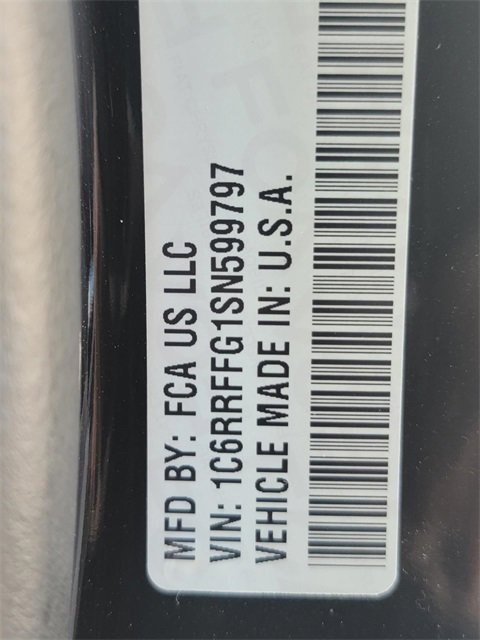 MFD BY: FCA US LLC
VIN: 1C6RRFFG1SN599797
VEHICLE MADE IN: U.S.A.